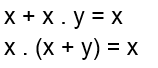 x + x . y = x
x . (x + y) = x